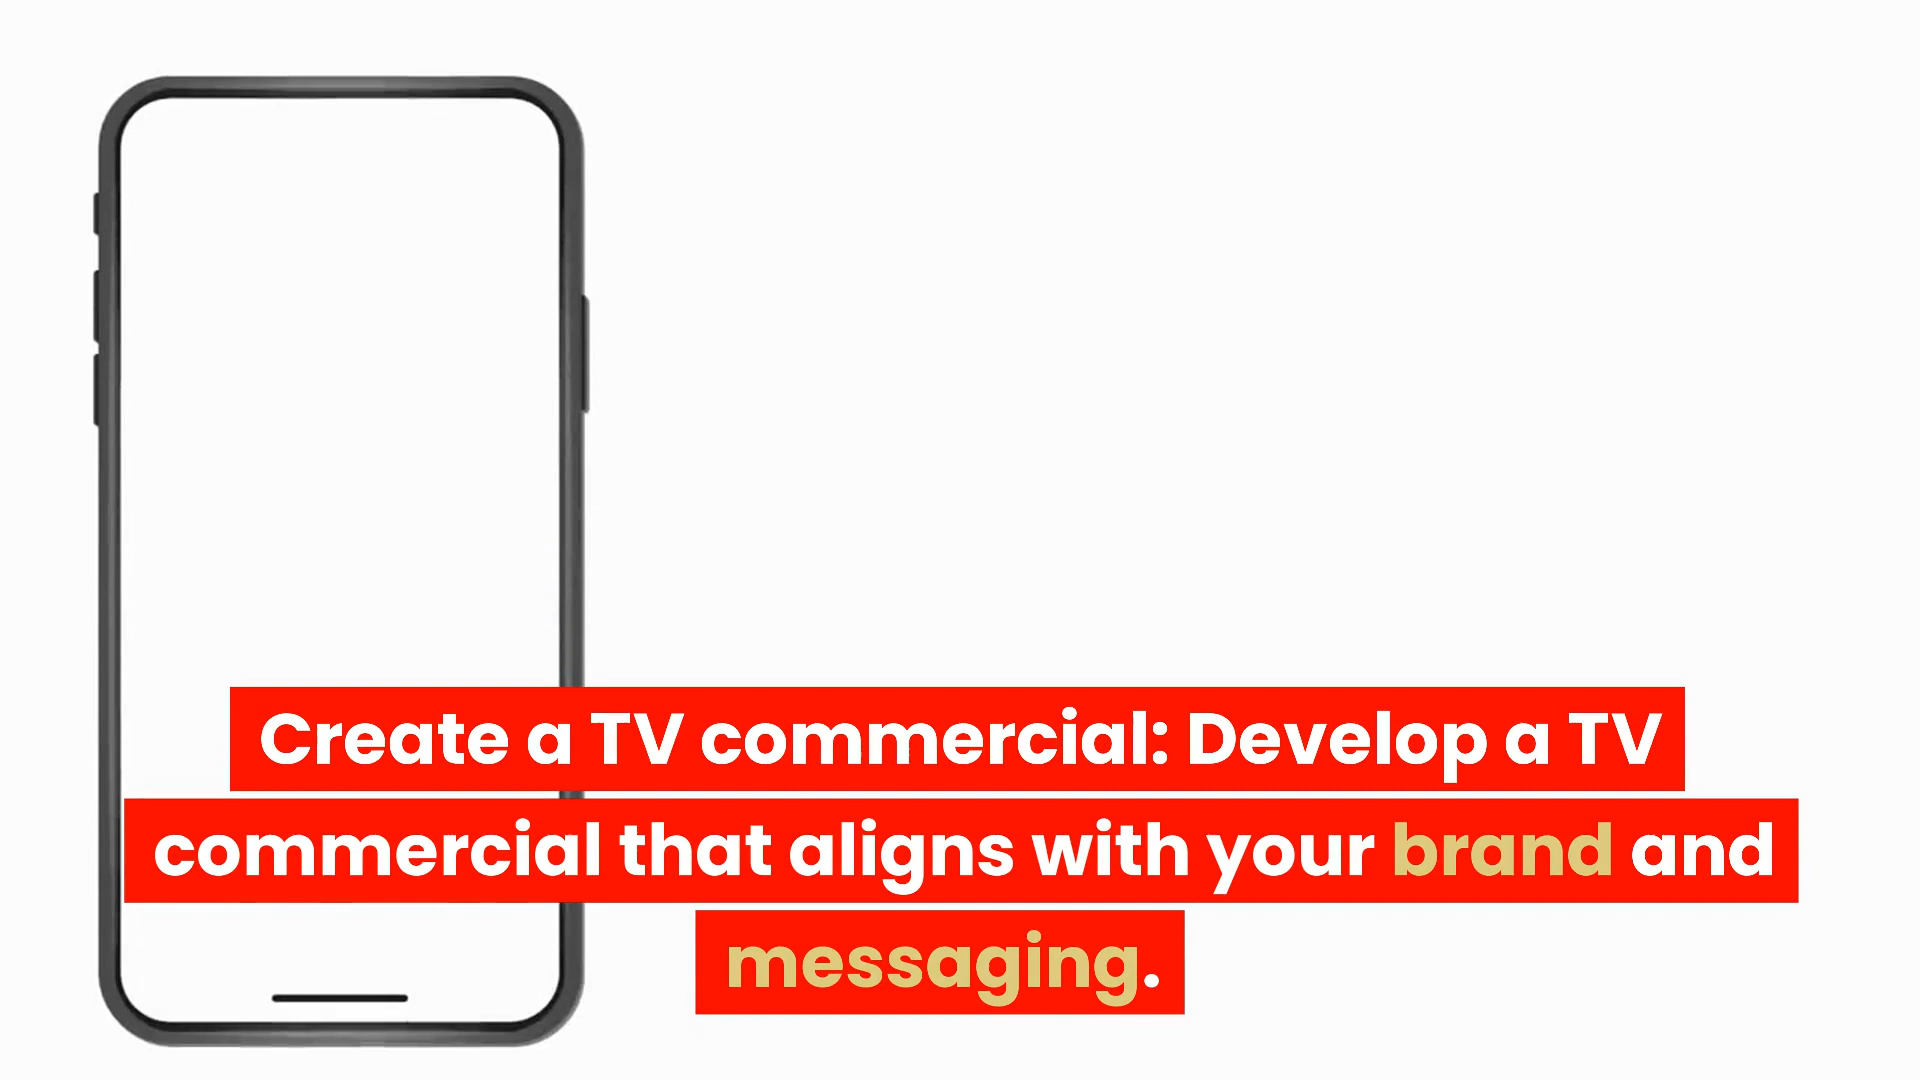 Create a TV commercial: Develop a TV
commercial that aligns with your brand and
messaging.